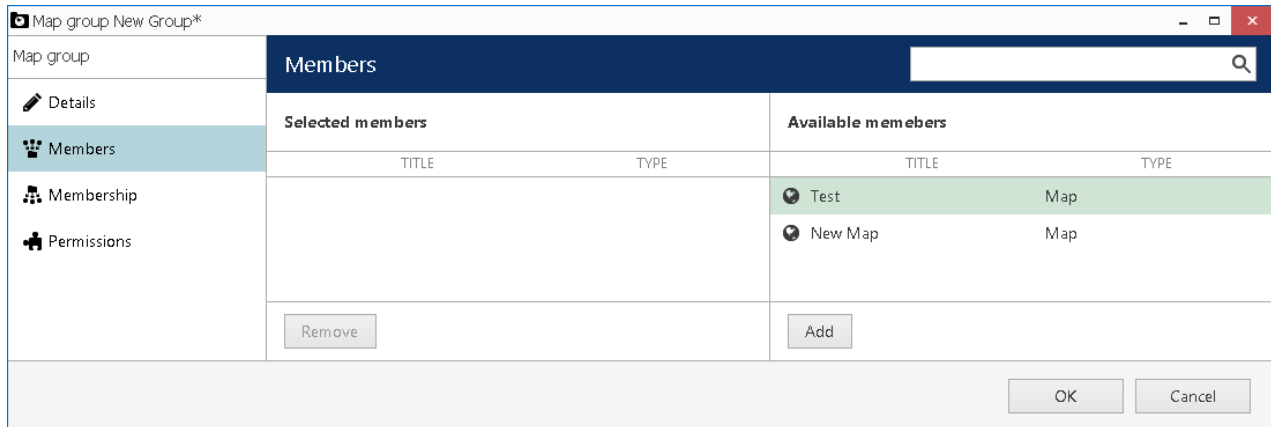 Map group New Group*
Map group
Details
Members
Membership
Permissions
Members
Selected members
TITLE TYPE
Remove
Available memebers
TITLE TYPE
Test Map
New Map Map
Add
OK Cancel